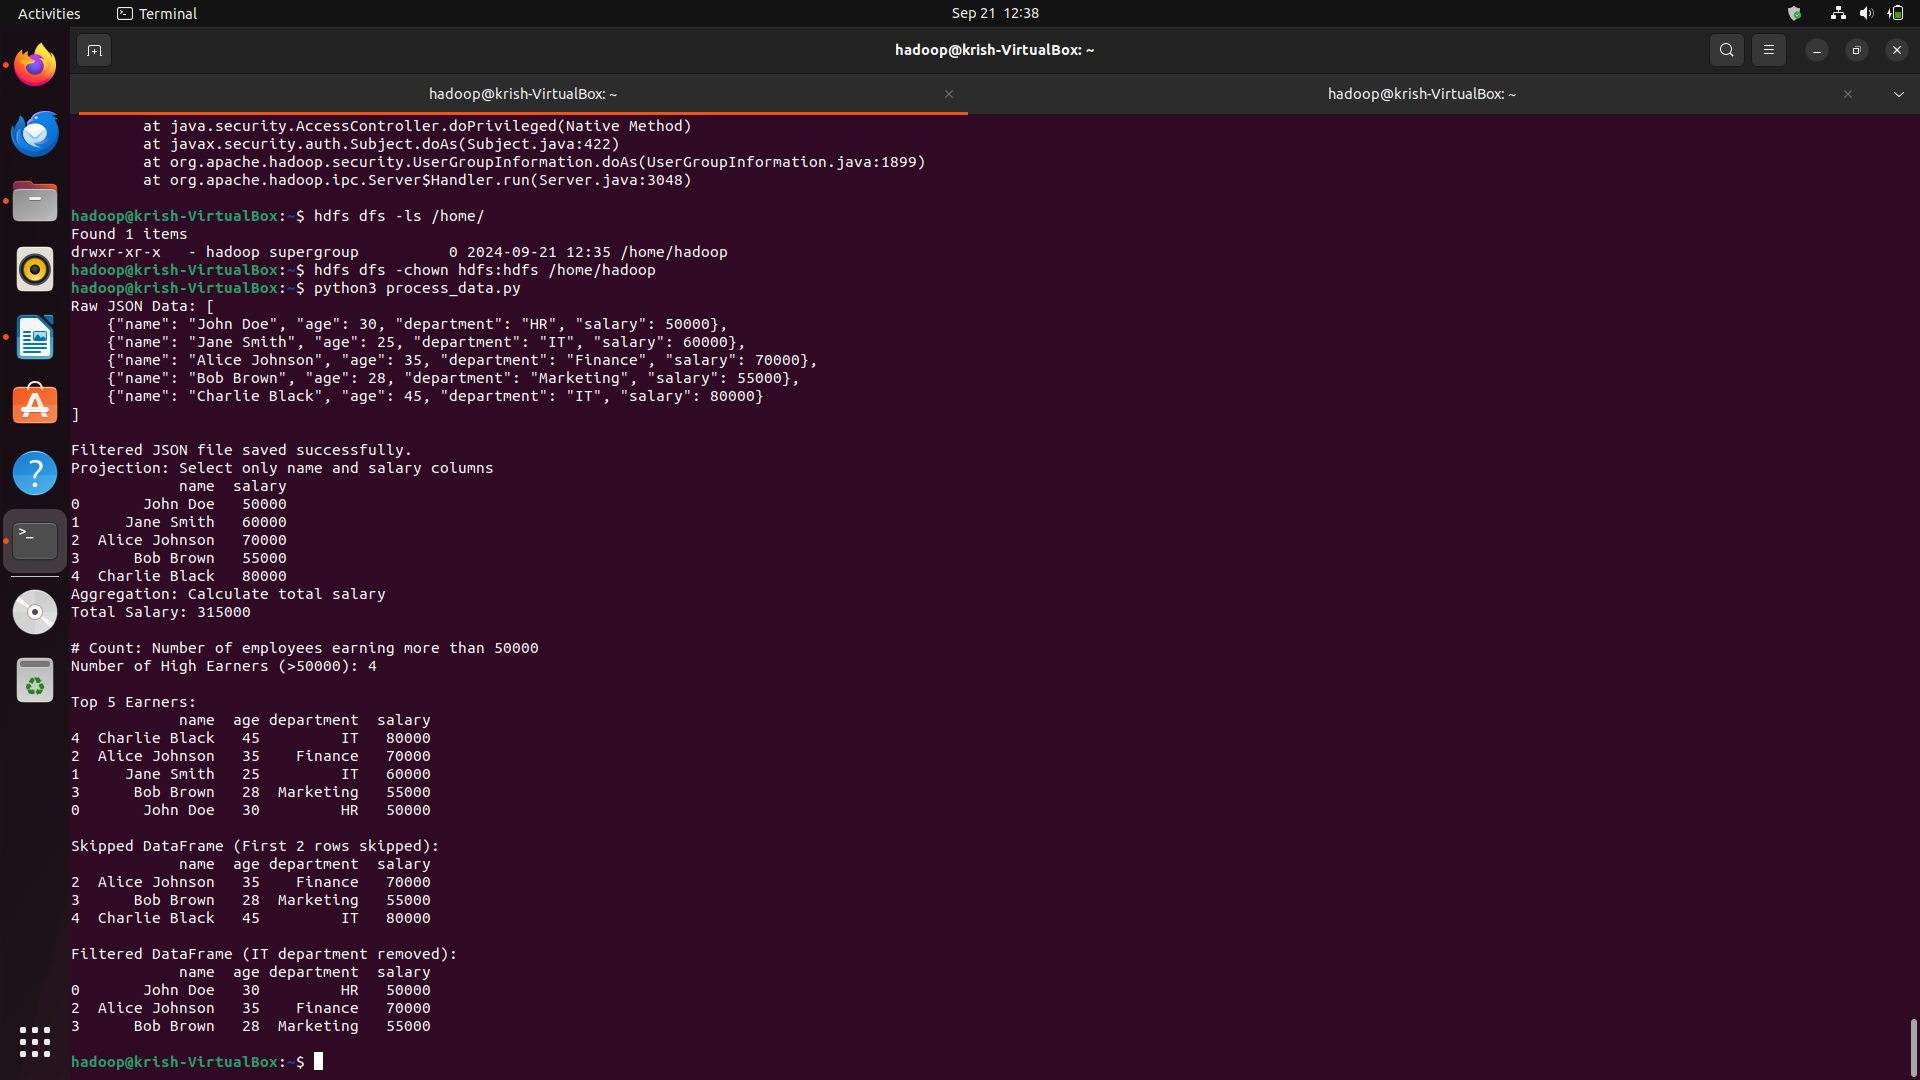 Activities
Terminal
Sep 21 12:38
hadoop@krish-VirtualBox: ~
hadoop@krish-VirtualBox: ~
hadoop@krish-VirtualBox: ~
        at java.security.AccessController.doPrivileged(Native Method)
        at javax.security.auth.Subject.doAs(Subject.java:422)
        at org.apache.hadoop.security.UserGroupInformation.doAs(UserGroupInformation.java:1899)
        at org.apache.hadoop.ipc.Server$Handler.run(Server.java:3048)
hadoop@krish-VirtualBox:~$ hdfs dfs -ls /home/
Found 1 items
drwxr-xr-x   - hadoop supergroup          0 2024-09-21 12:35 /home/hadoop
hadoop@krish-VirtualBox:~$ hdfs dfs -chown hdfs:hdfs /home/hadoop
hadoop@krish-VirtualBox:~$ python3 process_data.py
Raw JSON Data: [
    {"name": "John Doe", "age": 30, "department": "HR", "salary": 50000},
    {"name": "Jane Smith", "age": 25, "department": "IT", "salary": 60000},
    {"name": "Alice Johnson", "age": 35, "department": "Finance", "salary": 70000},
    {"name": "Bob Brown", "age": 28, "department": "Marketing", "salary": 55000},
    {"name": "Charlie Black", "age": 45, "department": "IT", "salary": 80000}
]
Filtered JSON file saved successfully.
Projection: Select only name and salary columns
            name  salary
0       John Doe   50000
1     Jane Smith   60000
2  Alice Johnson   70000
3      Bob Brown   55000
4  Charlie Black   80000
Aggregation: Calculate total salary
Total Salary: 315000
# Count: Number of employees earning more than 50000
Number of High Earners (>50000): 4
Top 5 Earners:
            name  age department  salary
4  Charlie Black   45         IT   80000
2  Alice Johnson   35    Finance   70000
1     Jane Smith   25         IT   60000
3      Bob Brown   28  Marketing   55000
0       John Doe   30         HR   50000
Skipped DataFrame (First 2 rows skipped):
            name  age department  salary
2  Alice Johnson   35    Finance   70000
3      Bob Brown   28  Marketing   55000
4  Charlie Black   45         IT   80000
Filtered DataFrame (IT department removed):
            name  age department  salary
0       John Doe   30         HR   50000
2  Alice Johnson   35    Finance   70000
3      Bob Brown   28  Marketing   55000
hadoop@krish-VirtualBox:~$